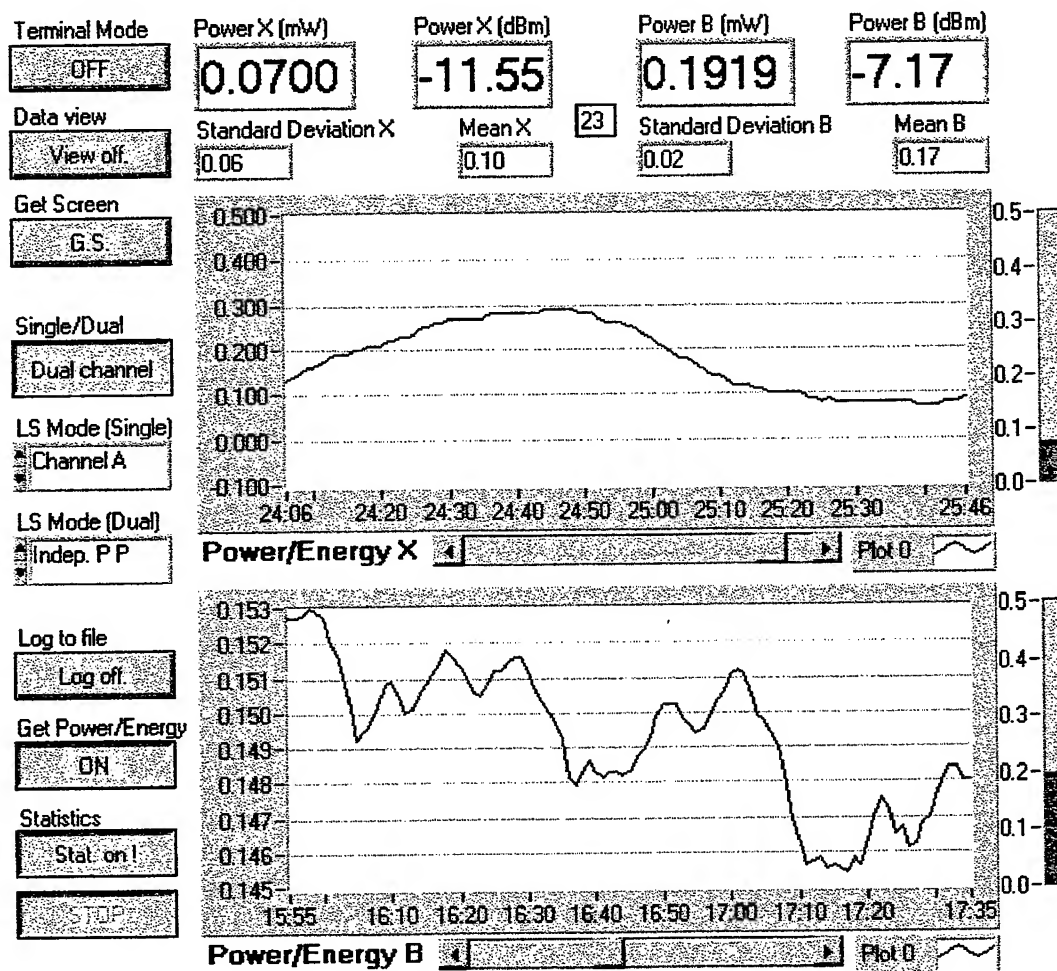 Terminal Mode
OFF
Data view
View off.
Get Screen
G.S.
Single/Dual
Dual channel
LS Mode (Single)
Channel A
LS Mode (Dual)
Indep. P P
Log to file
Log off
Get Power/Energy
ON
Statistics
Stat. on !
STOP
Power X (mW) Power X (dBm) Power B (mW) Power B (dBm)
0.0700 -11.55 0.1919 -7.17
Standard Deviation X Mean X 23 Standard Deviation B Mean B
0.06 0.10 0.02 0.17
0.500
0.400
0.300
0.200
0.100
0.000
-0.100
24:06 24:20 24:30 24:40 24:50 25:00 25:10 25:20 25:30 25:46
0.5
0.4
0.3
0.2
0.1
0.0
Power/Energy X Plot 0
0.153
0.152
0.151
0.150
0.149
0.148
0.147
0.146
0.145
15:55 16:10 16:20 16:30 16:40 16:50 17:00 17:10 17:20 17:35
0.5
0.4
0.3
0.2
0.1
0.0
Power/Energy B Plot 0